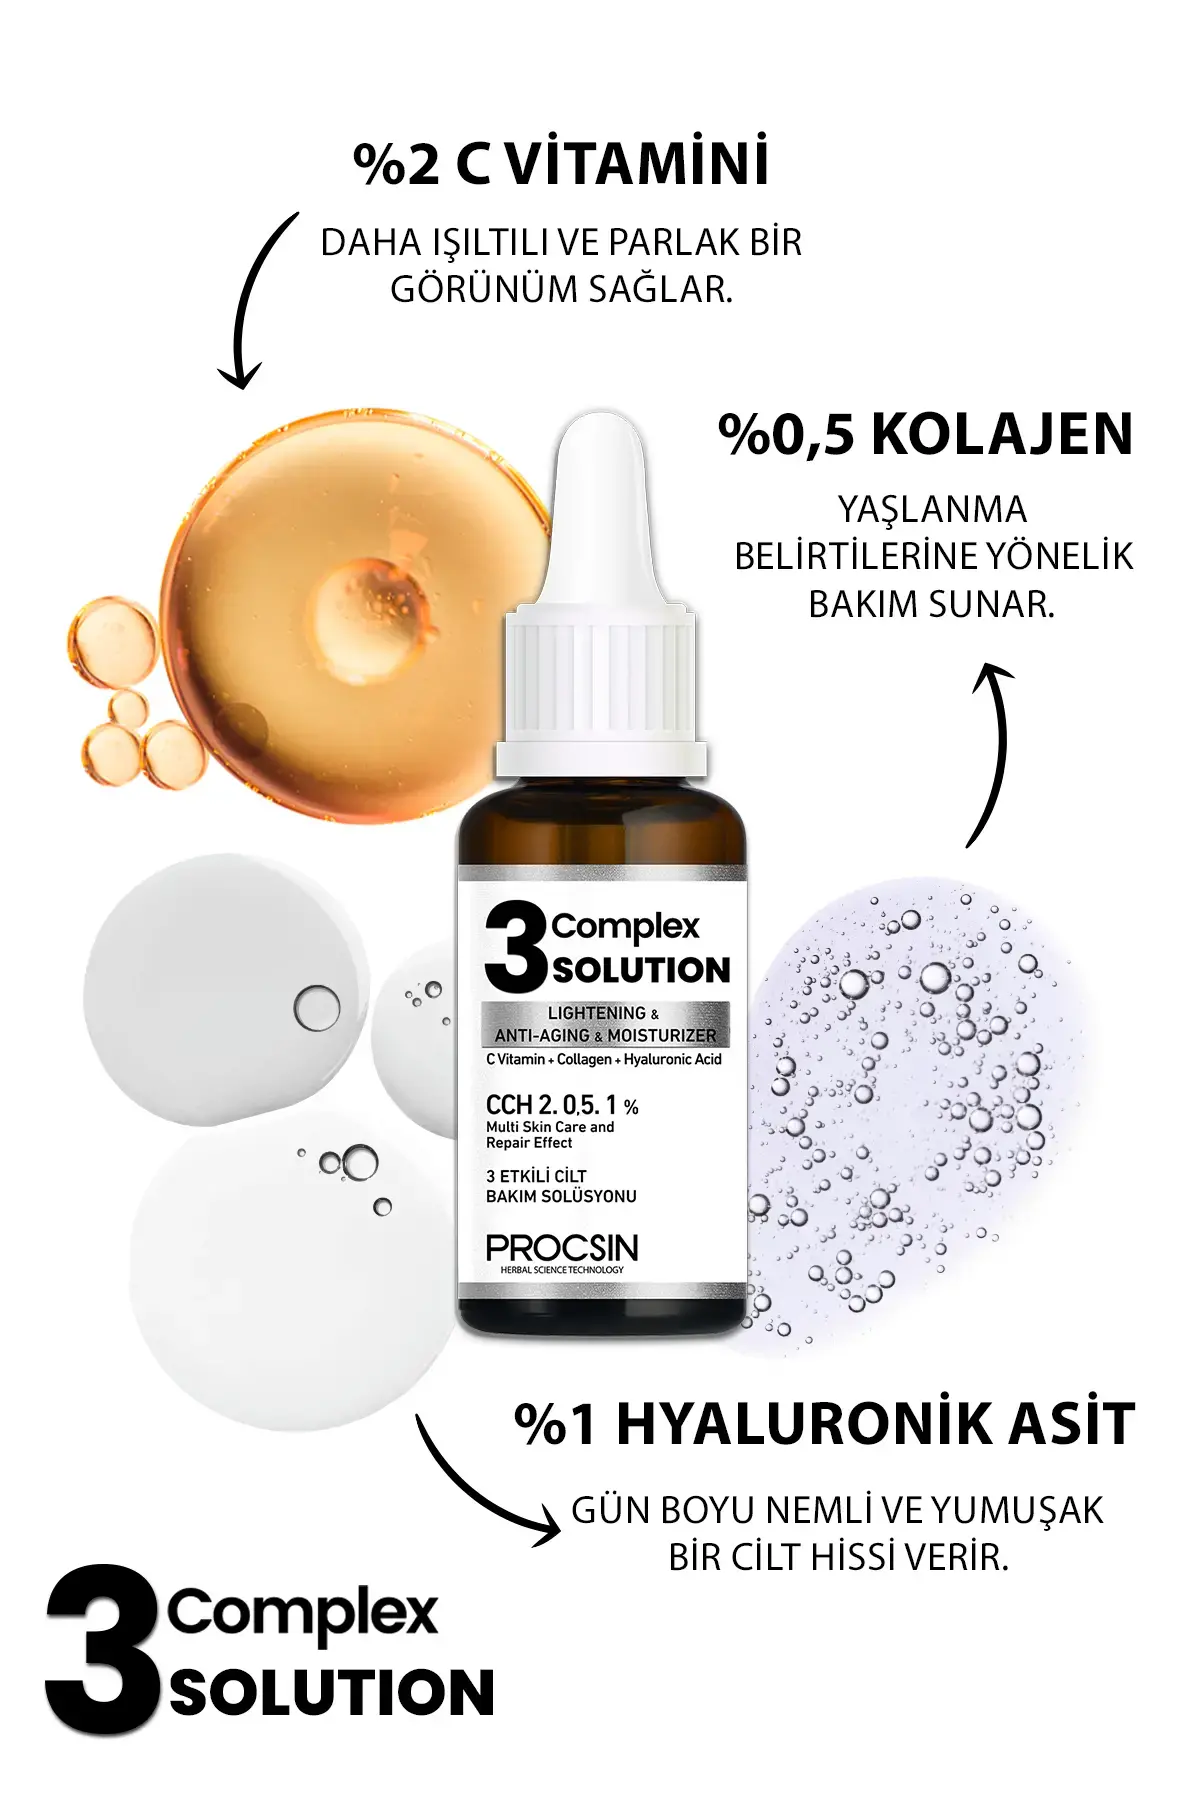 %2 C VİTAMİNİ
DAHA IŞILTILI VE PARLAK BİR
GÖRÜNÜM SAĞLAR.
%0,5 KOLAJEN
YAŞLANMA
BELİRTİLERİNE YÖNELİK
BAKIM SUNAR.
3 Complex
SOLUTION
LIGHTENING &
ANTI-AGING & MOISTURIZER
C Vitamin + Collagen + Hyaluronic Acid
CCH 2. 0,5. 1 %
Multi Skin Care and
Repair Effect
3 ETKİLİ CİLT
BAKIM SOLÜSYONU
PROCSIN
HERBAL SCIENCE TECHNOLOGY
%1 HYALURONİK ASİT
GÜN BOYU NEMLİ VE YUMUŞAK
BİR CİLT HİSSİ VERİR.
3 Complex
SOLUTION